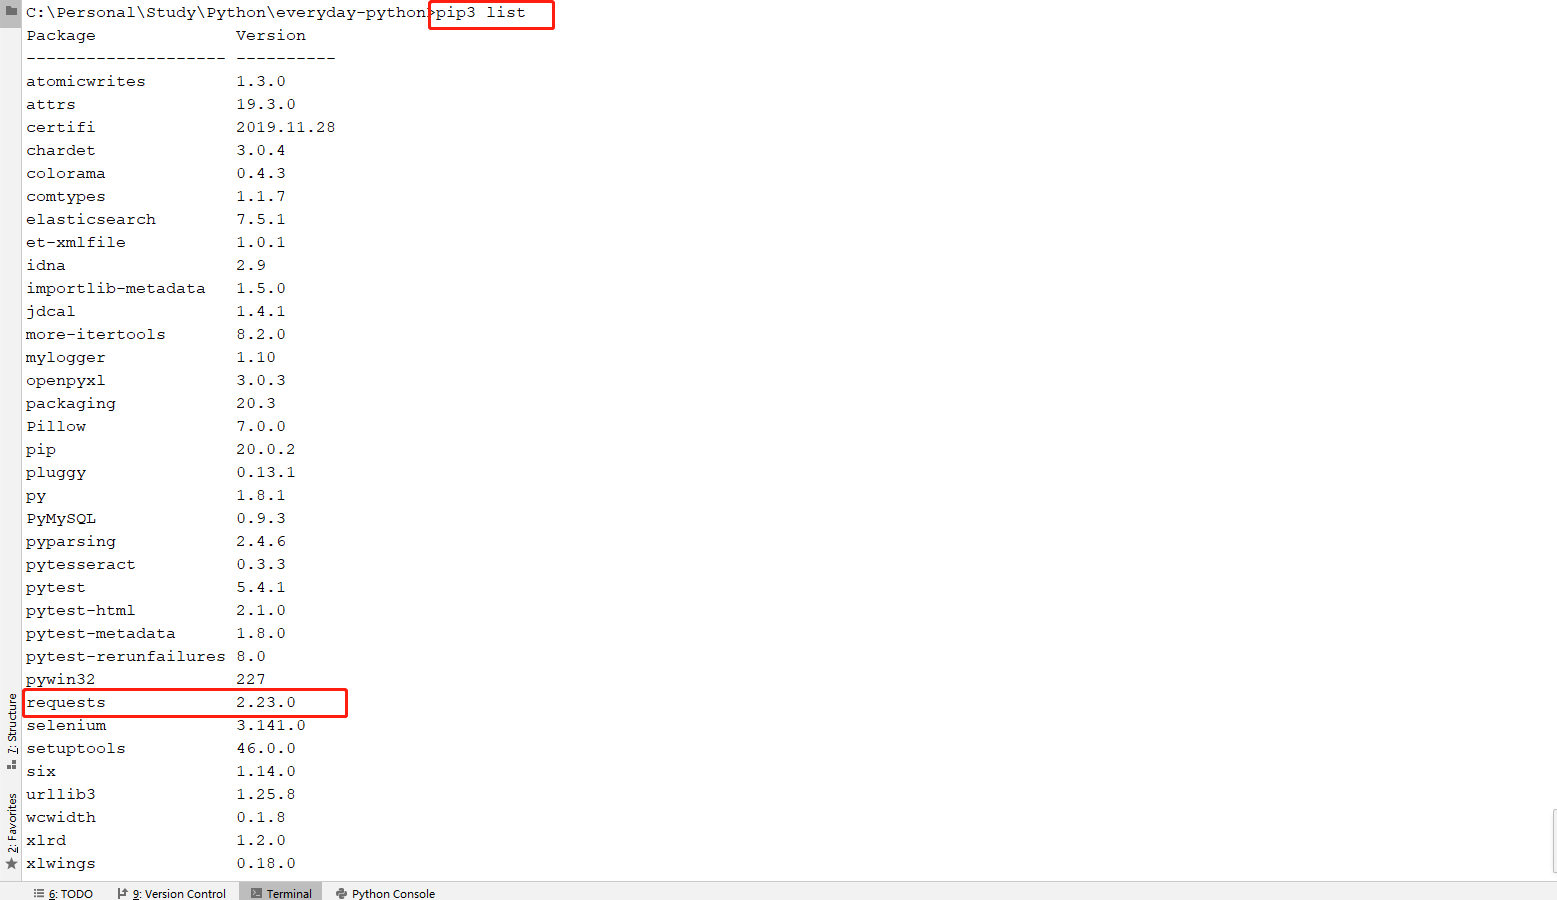 C:\Personal\Study\Python\everyday-python>pip3 list
Package Version
-------------------- ----------
atomicwrites 1.3.0
attrs 19.3.0
certifi 2019.11.28
chardet 3.0.4
colorama 0.4.3
comtypes 1.1.7
elasticsearch 7.5.1
et-xmlfile 1.0.1
idna 2.9
importlib-metadata 1.5.0
jdcal 1.4.1
more-itertools 8.2.0
mylogger 1.10
openpyxl 3.0.3
packaging 20.3
Pillow 7.0.0
pip 20.0.2
pluggy 0.13.1
py 1.8.1
PyMySQL 0.9.3
pyparsing 2.4.6
pytesseract 0.3.3
pytest 5.4.1
pytest-html 2.1.0
pytest-metadata 1.8.0
pytest-rerunfailures 8.0
pywin32 227
requests 2.23.0
selenium 3.141.0
setuptools 46.0.0
six 1.14.0
urllib3 1.25.8
wcwidth 0.1.8
xlrd 1.2.0
xlwings 0.18.0
7: Structure
2: Favorites
6: TODO 9: Version Control Terminal Python Console